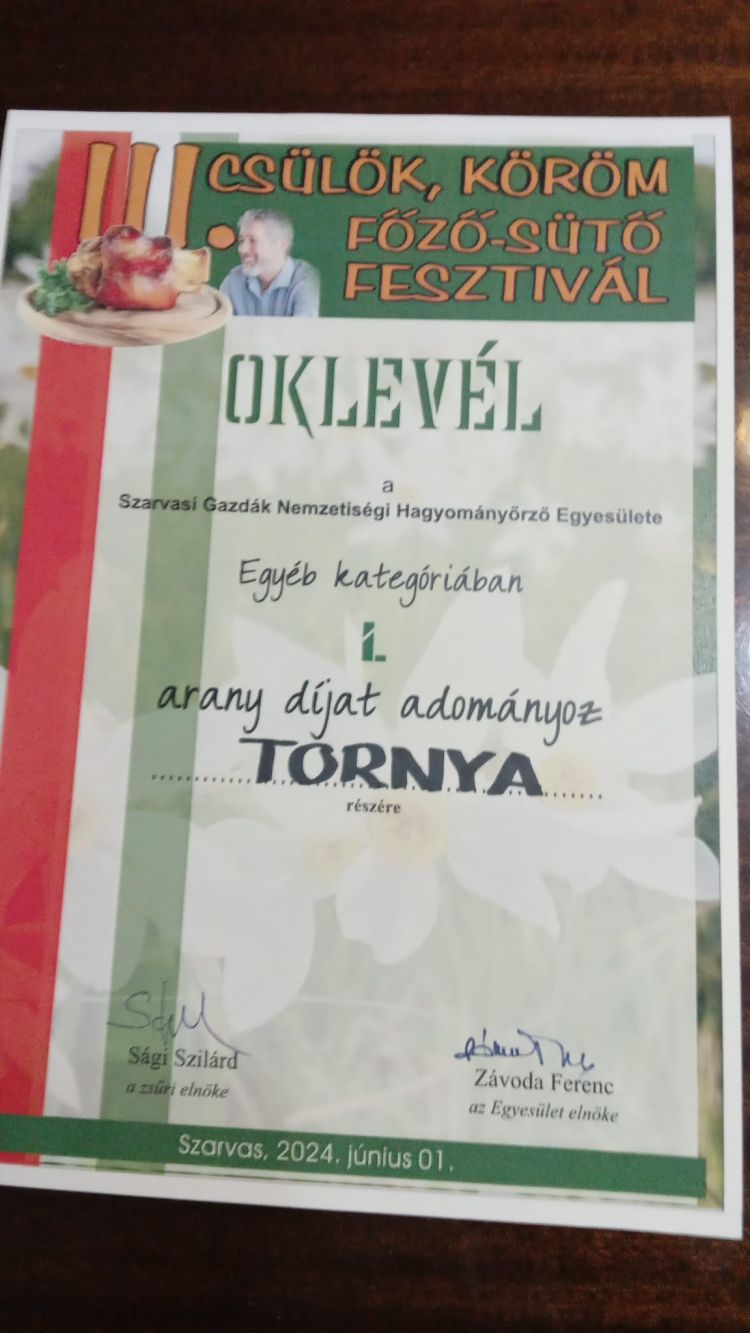 III. CSÜLÖK, KÖRÖM
FŐZŐ-SÜTŐ
FESZTIVÁL
OKLEVÉL
a
Szarvasi Gazdák Nemzetiségi Hagyományőrző Egyesülete
Egyéb kategóriában
I.
arany díjat adományoz
TORNYA
részére
Sági Szilárd
a zsűri elnöke
Závoda Ferenc
az Egyesület elnöke
Szarvas, 2024. június 01.